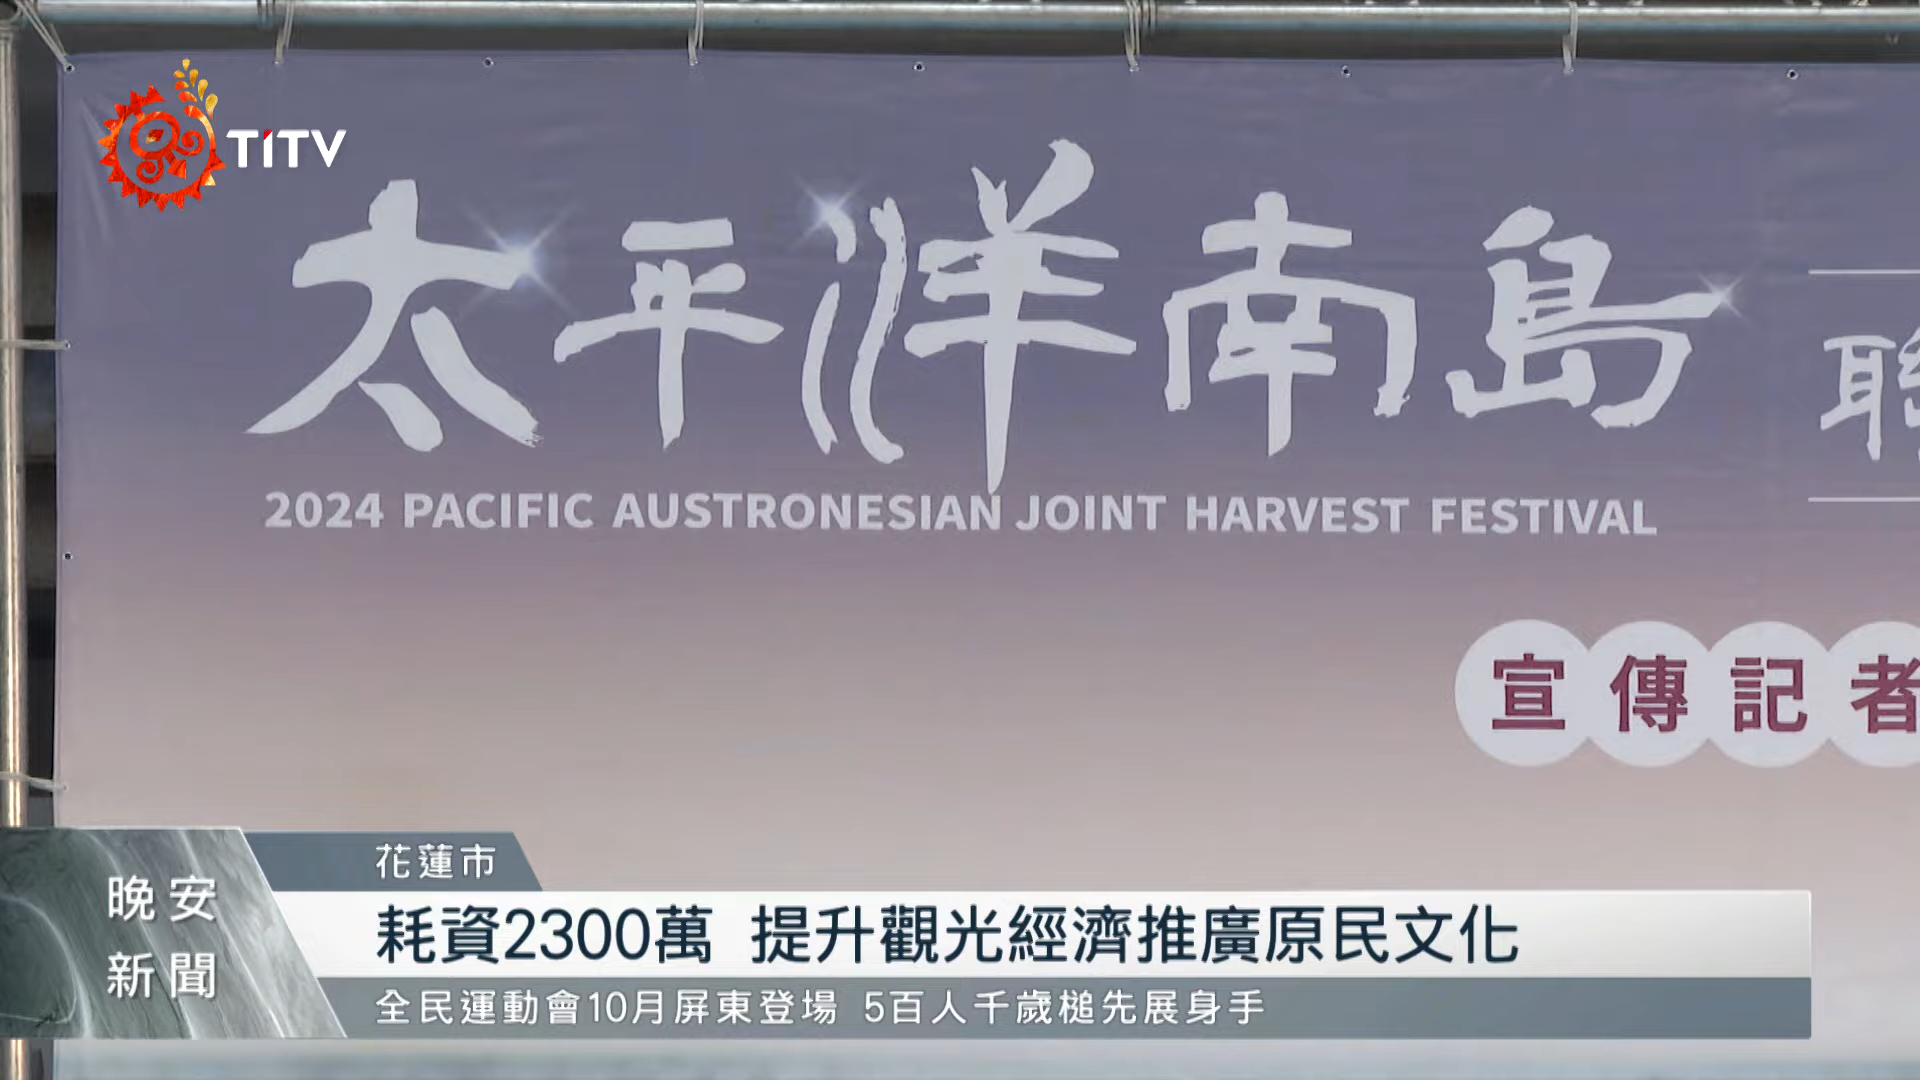 TiTV
太平洋南島
聯
2024 PACIFIC AUSTRONESIAN JOINT HARVEST FESTIVAL
宣傳記者
花蓮市
晚安
新聞
耗資2300萬 提升觀光經濟推廣原民文化
全民運動會10月屏東登場 5百人千歲槌先展身手